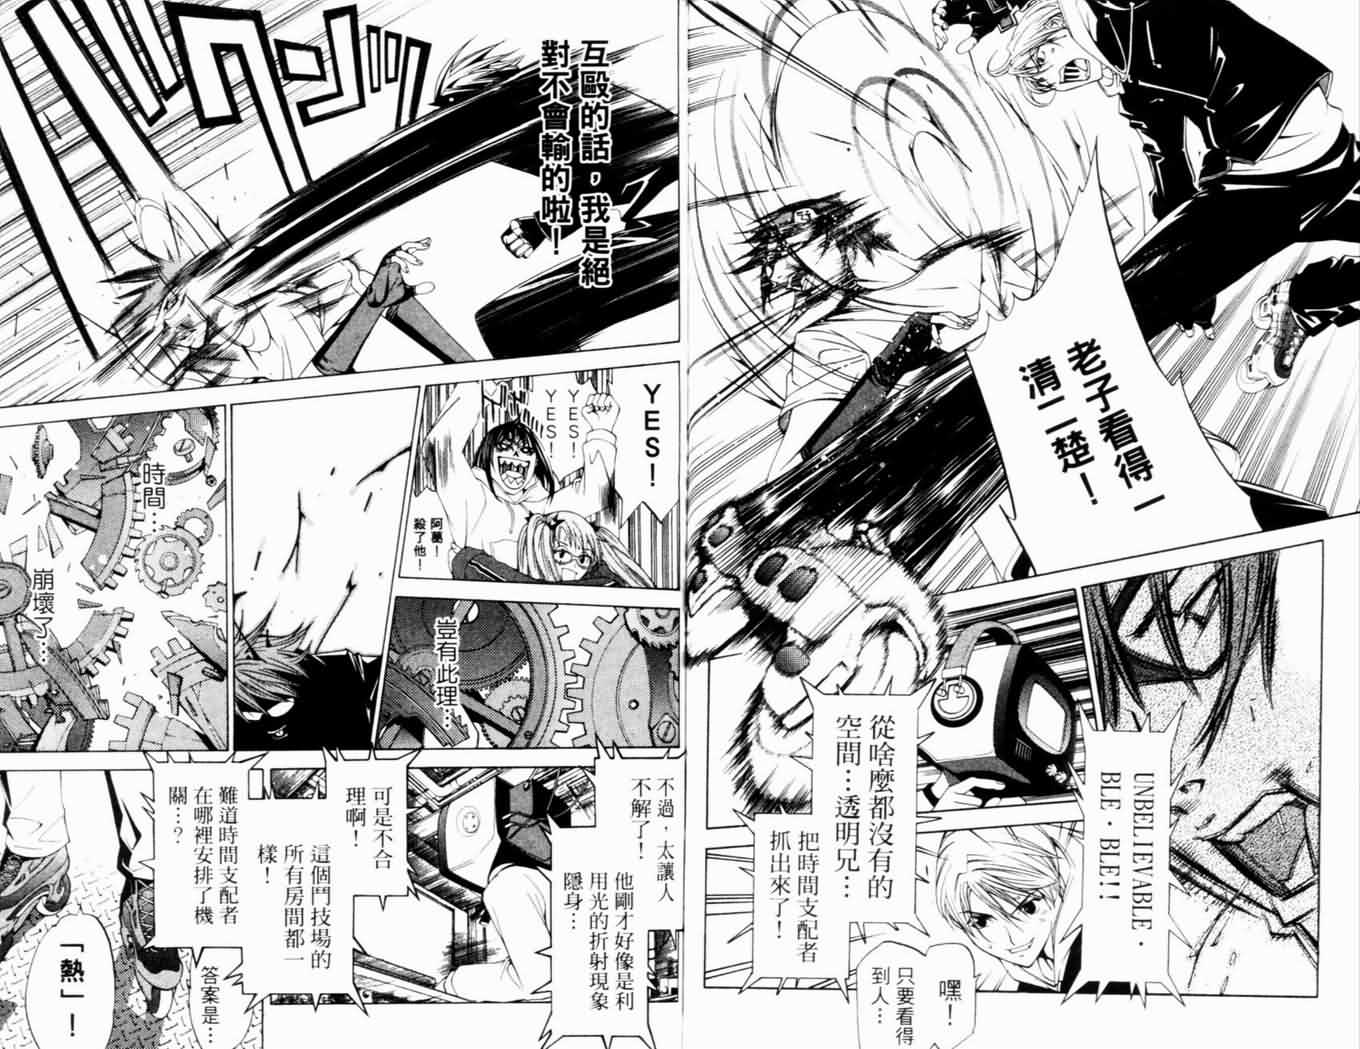 老子看得一
清二楚！
UNBELIEVABLE．
BLE．BLE!!
從啥麼都沒有的
空間…透明兄…
把時間支配者
抓出來了！
嘿！
只要看得
到人…
互毆的話，我是絕
對不會輸的啦！
バクンッ
YES！
YES！
YES！
阿蔓！
殺了他！
豈有此理…
時間…
崩壞了…
不過，太讓人
不解了！
他剛才好像是利
用光的折射現象
隱身…
可是不合
理啊！
這個鬥技場的
所有房間都一
樣！
難道時間支配者
在哪裡安排了機
關…？
答案是…
「熱」！